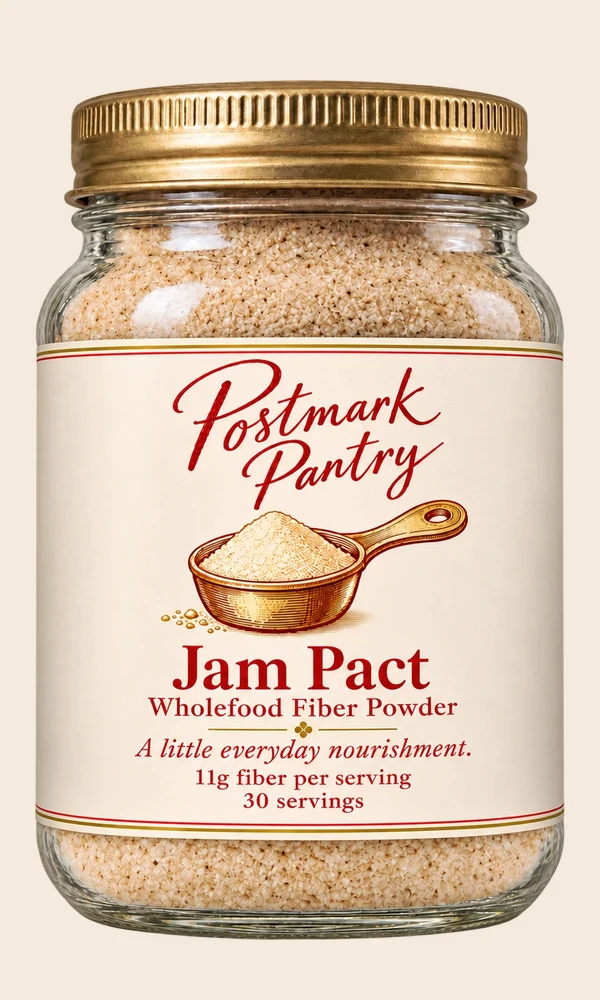 Postmark
Pantry
Jam Pact
Wholefood Fiber Powder
A little everyday nourishment.
11g fiber per serving
30 servings